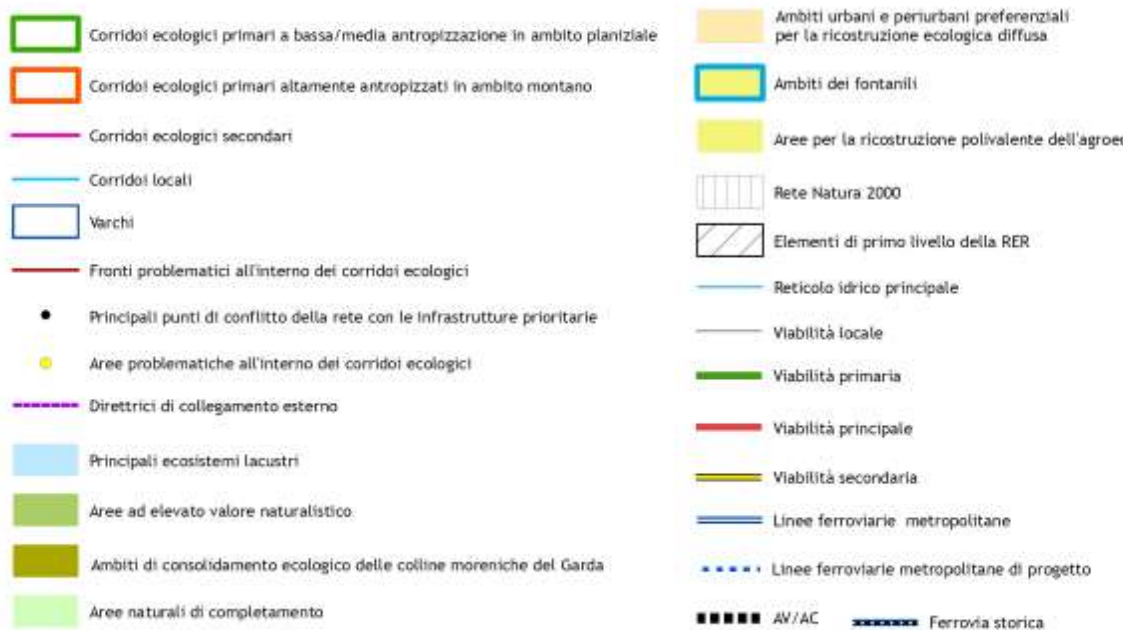 Corridoi ecologici primari a bassa/media antropizzazione in ambito planiziale
Corridoi ecologici primari altamente antropizzati in ambito montano
Corridoi ecologici secondari
Corridoi locali
Varchi
Fronti problematici all'interno dei corridoi ecologici
Principali punti di conflitto della rete con le infrastrutture prioritarie
Aree problematiche all'interno dei corridoi ecologici
Direttrici di collegamento esterno
Principali ecosistemi lacustri
Aree ad elevato valore naturalistico
Ambiti di consolidamento ecologico delle colline moreniche del Garda
Aree naturali di completamento
Ambiti urbani e periurbani preferenziali
per la ricostruzione ecologica diffusa
Ambiti dei fontanili
Aree per la ricostruzione polivalente dell'agroec
Rete Natura 2000
Elementi di primo livello della RER
Reticolo idrico principale
Viabilità locale
Viabilità primaria
Viabilità principale
Viabilità secondaria
Linee ferroviarie metropolitane
Linee ferroviarie metropolitane di progetto
AV/AC Ferrovia storica